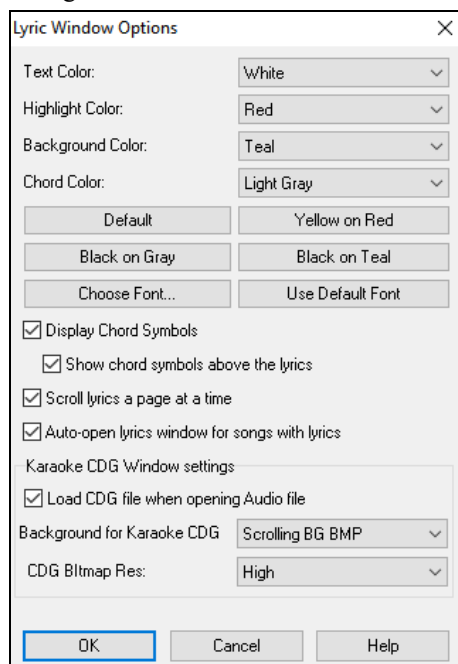 Lyric Window Options
Text Color: White
Highlight Color: Red
Background Color: Teal
Chord Color: Light Gray
Default Yellow on Red
Black on Gray Black on Teal
Choose Font... Use Default Font
Display Chord Symbols
Show chord symbols above the lyrics
Scroll lyrics a page at a time
Auto-open lyrics window for songs with lyrics
Karaoke CDG Window settings
Load CDG file when opening Audio file
Background for Karaoke CDG Scrolling BG BMP
CDG BItmap Res: High
OK Cancel Help